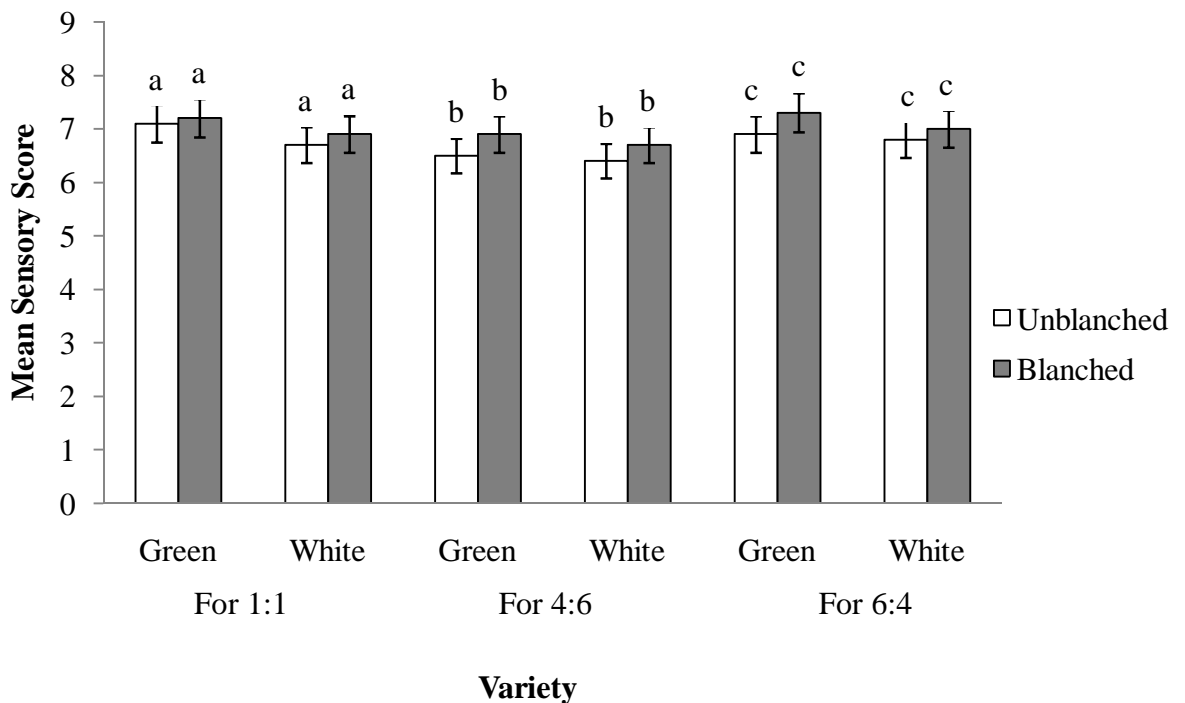 9
8
7
6
5
4
3
2
1
0
Mean Sensory Score
a a a a b b b b c c c c
Unblanched
Blanched
Green White Green White Green White
For 1:1 For 4:6 For 6:4
Variety